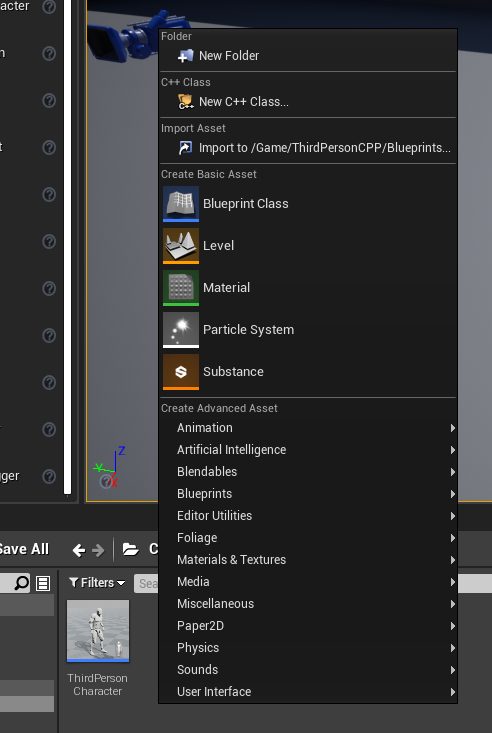 acter
Folder
New Folder
C++ Class
New C++ Class...
Import Asset
Import to /Game/ThirdPersonCPP/Blueprints...
Create Basic Asset
Blueprint Class
Level
Material
Particle System
Substance
Create Advanced Asset
Animation
Artificial Intelligence
Blendables
Blueprints
Editor Utilities
Foliage
Materials & Textures
Media
Miscellaneous
Paper2D
Physics
Sounds
User Interface
n
t
gger
Z
Y
X
Save All
C
Filters
Sea
ThirdPerson
Character